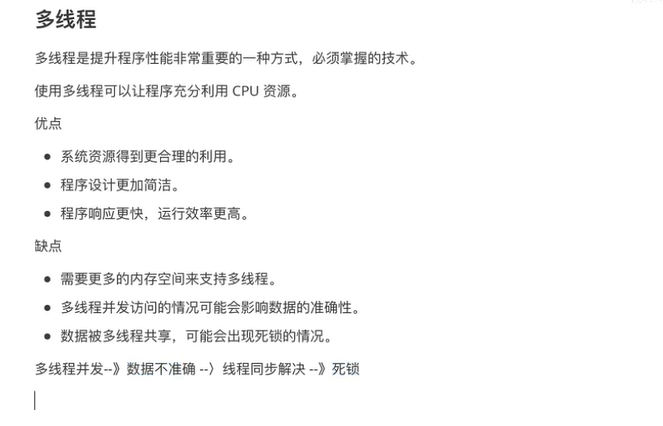 多线程
多线程是提升程序性能非常重要的一种方式，必须掌握的技术。
使用多线程可以让程序充分利用 CPU 资源。
优点
● 系统资源得到更合理的利用。
● 程序设计更加简洁。
● 程序响应更快，运行效率更高。
缺点
● 需要更多的内存空间来支持多线程。
● 多线程并发访问的情况可能会影响数据的准确性。
● 数据被多线程共享，可能会出现死锁的情况。
多线程并发--》数据不准确 --〉线程同步解决 --》死锁